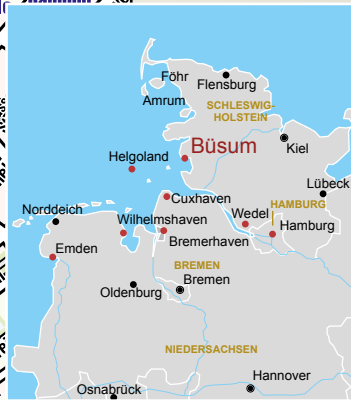 Föhr
Flensburg
Amrum
SCHLESWIG-
HOLSTEIN
Büsum
Kiel
Helgoland
Lübeck
Cuxhaven
HAMBURG
Norddeich
Wedel
Wilhelmshaven
Hamburg
Emden
Bremerhaven
BREMEN
Bremen
Oldenburg
NIEDERSACHSEN
Hannover
Osnabrück